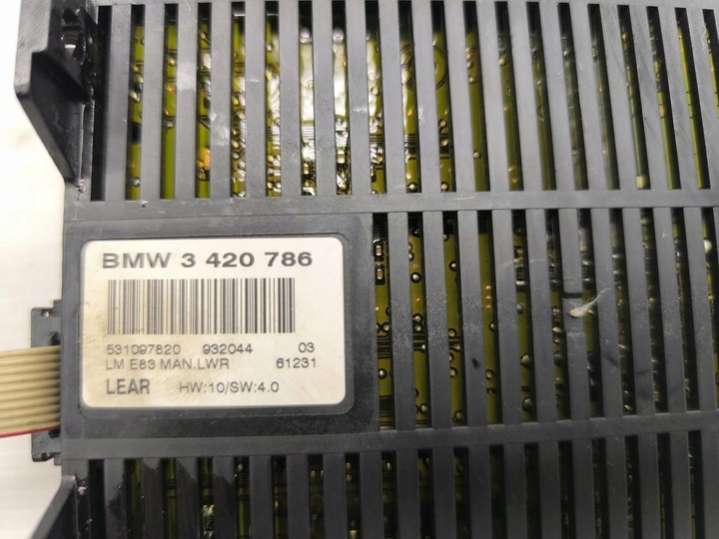 BMW 3 420 786
531097820 932044 03
LM E83 MAN.LWR 61231
LEAR HW:10/SW:4.0